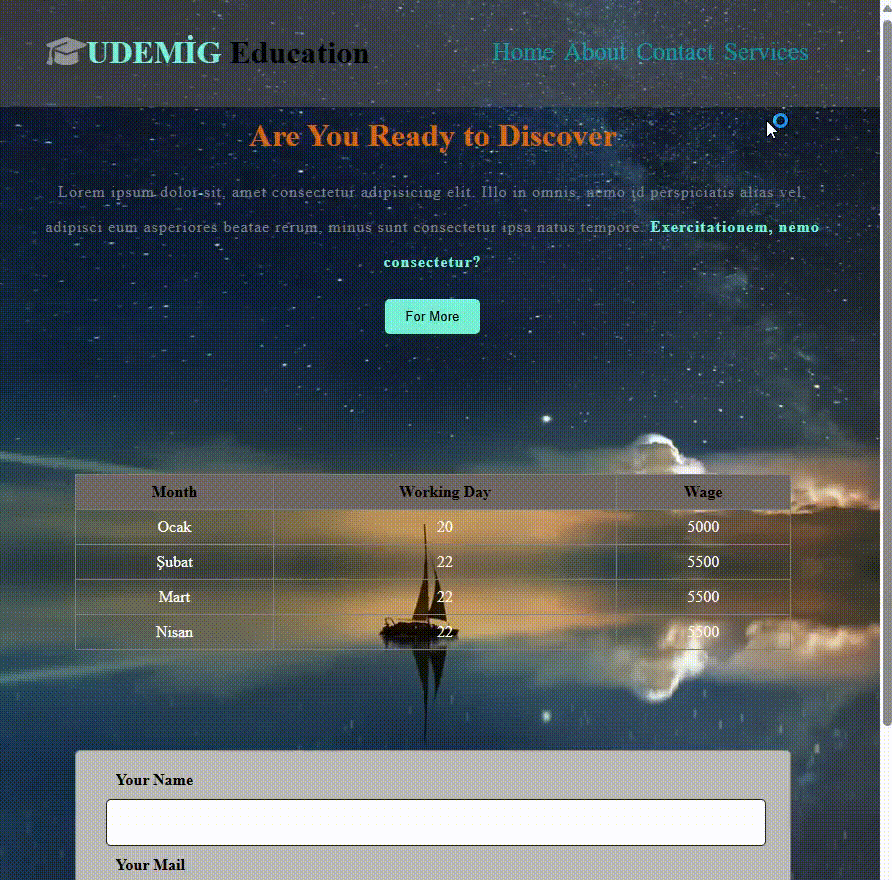 UDEMİG Education
Home About Contact Services
Are You Ready to Discover
Lorem ipsum dolor sit, amet consectetur adipisicing elit. Illo in omnis, nemo id perspiciatis alias vel,
adipisci eum asperiores beatae rerum, minus sunt consectetur ipsa natus tempore. Exercitationem, nemo
consectetur?
For More
Month Working Day Wage
Ocak 20 5000
Şubat 22 5500
Mart 22 5500
Nisan 22 5500
Your Name
Your Mail